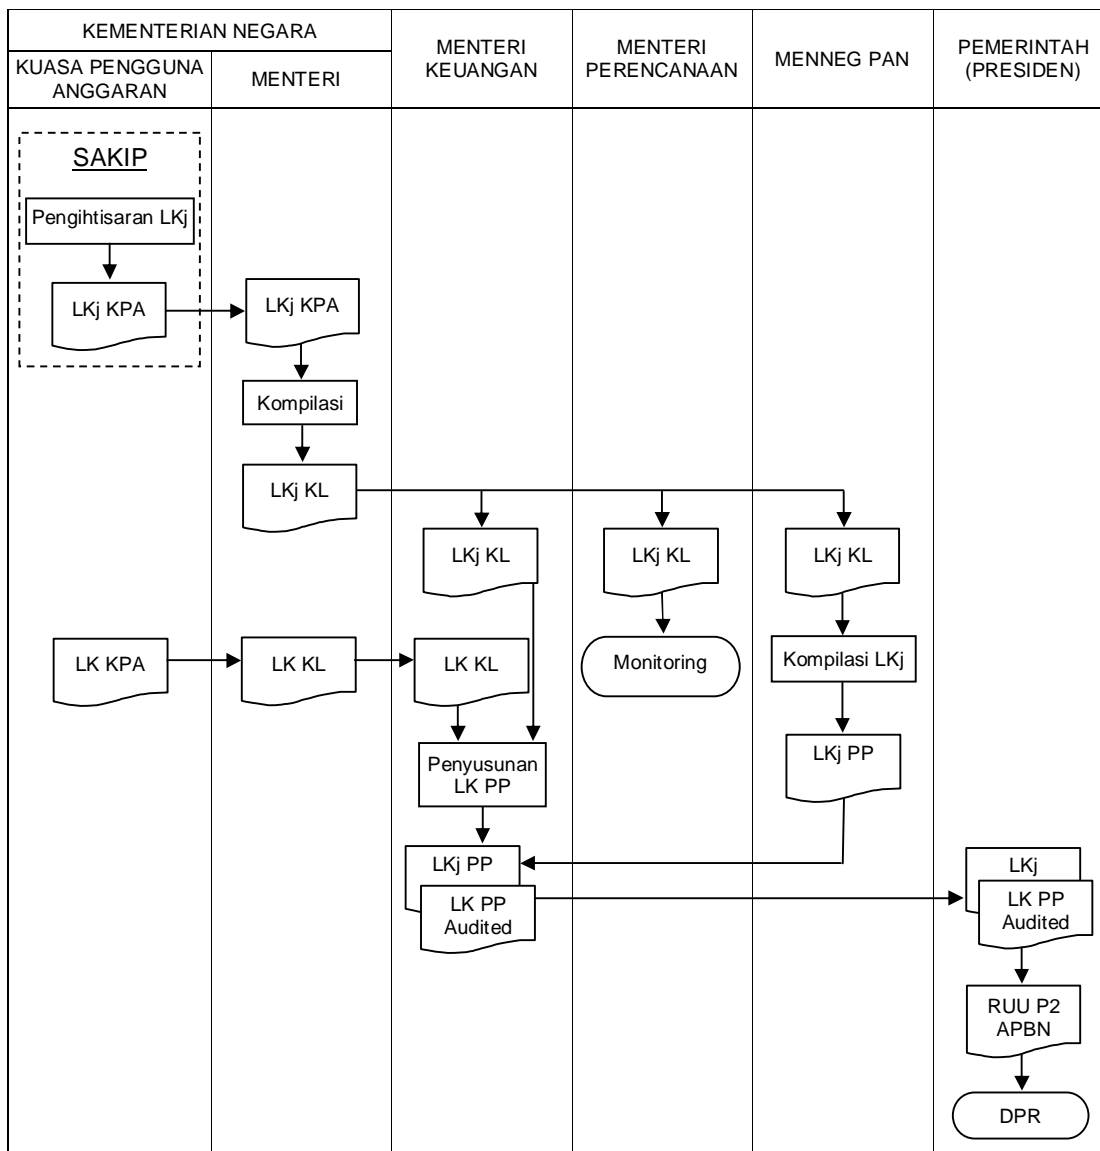 KEMENTERIAN NEGARA
KUASA PENGGUNA
ANGGARAN
MENTERI
MENTERI
KEUANGAN
MENTERI
PERENCANAAN
MENNEG PAN
PEMERINTAH
(PRESIDEN)
SAKIP
Pengihtisaran LKj
LKj KPA
LKj KPA
Kompilasi
LKj KL
LKj KL
LKj KL
LKj KL
LK KPA
LK KL
LK KL
Monitoring
Kompilasi LKj
Penyusunan
LK PP
LKj PP
LKj PP
LK PP
Audited
LKj
LK PP
Audited
RUU P2
APBN
DPR